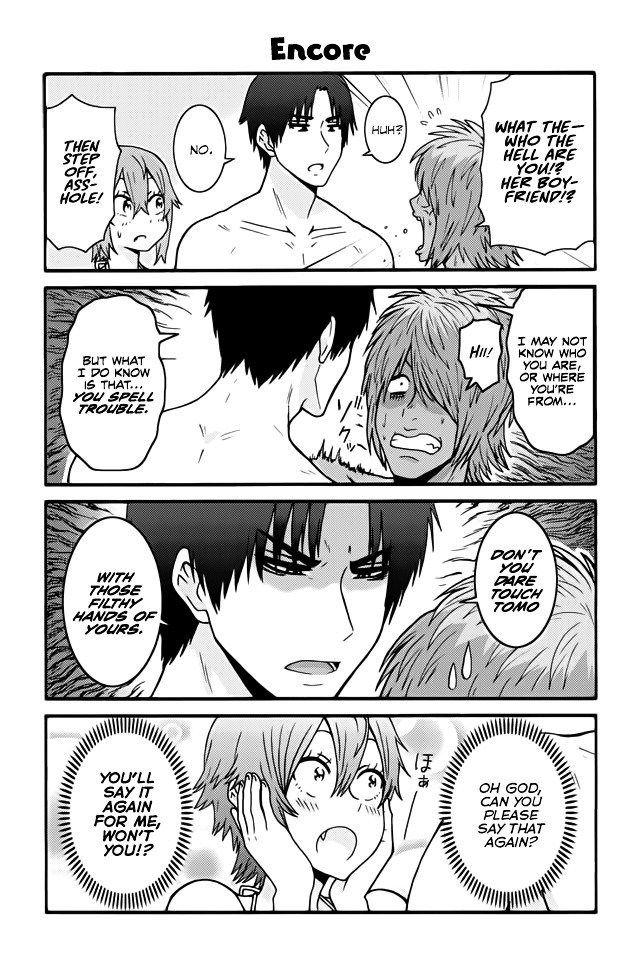 Encore
WHAT THE—
WHO THE
HELL ARE
YOU!?
HER BOY-
FRIEND!?
HUH?
NO.
THEN
STEP
OFF,
ASS-
HOLE!
I MAY NOT
KNOW WHO
YOU ARE,
OR WHERE
YOU'RE
FROM...
HII!
BUT WHAT
I DO KNOW
IS THAT...
YOU SPELL
TROUBLE.
DON'T
YOU
DARE
TOUCH
TOMO
WITH
THOSE
FILTHY
HANDS OF
YOURS.
OH GOD,
CAN YOU
PLEASE
SAY THAT
AGAIN?
ほぁ
YOU'LL
SAY IT
AGAIN
FOR ME,
WON'T
YOU!?